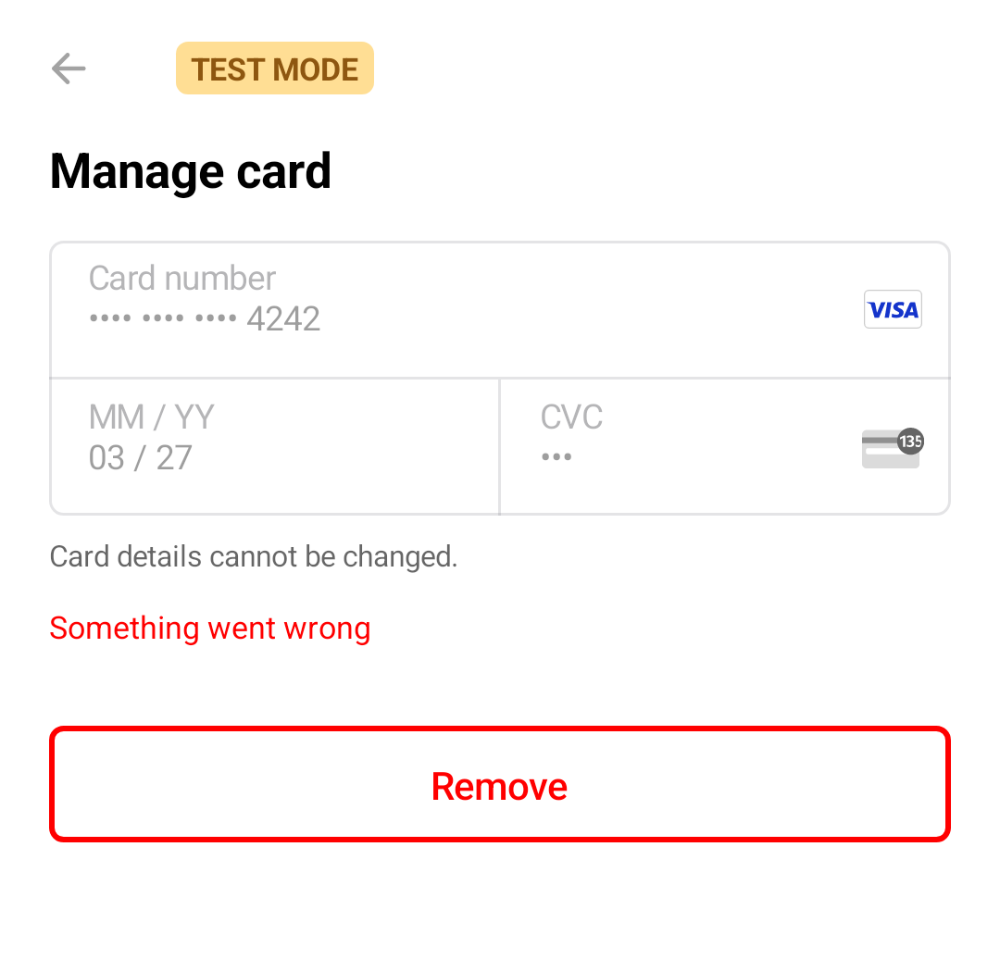 TEST MODE
Manage card
Card number
•••• •••• •••• 4242
VISA
MM / YY
03 / 27
CVC
•••
135
Card details cannot be changed.
Something went wrong
Remove